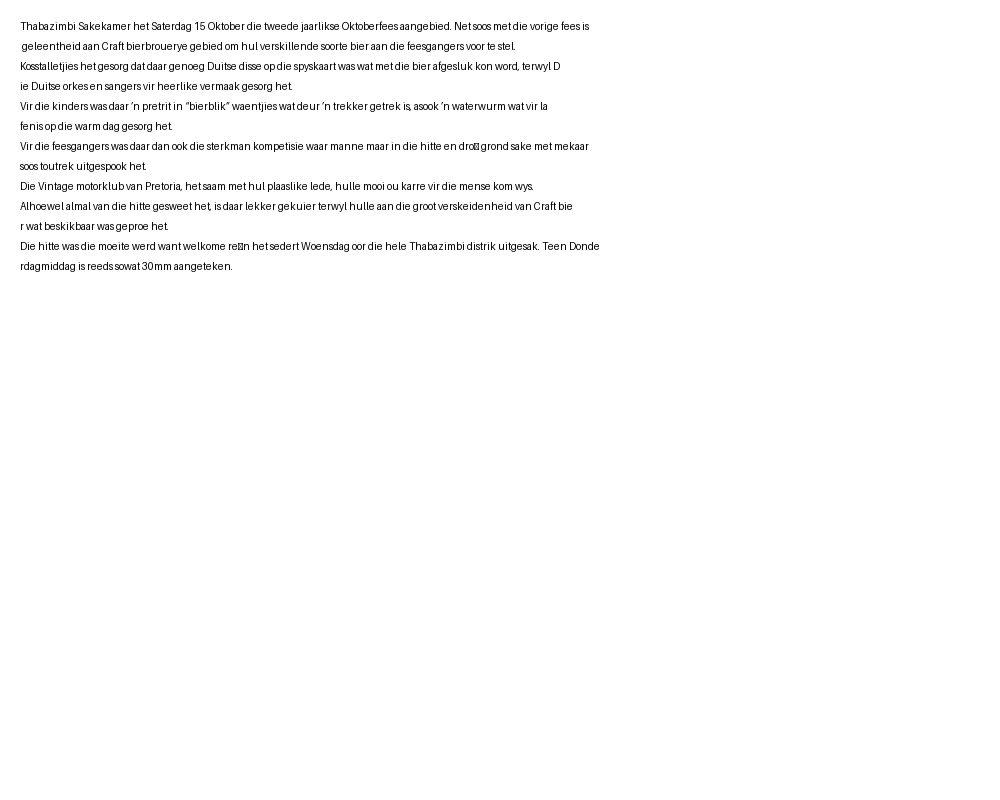 Thabazimbi Sakekamer het Saterdag 15 Oktober die tweede jaarlikse Oktoberfees aangebied. Net soos met die vorige fees is
geleentheid aan Craft bierbrouerye gebied om hul verskillende soorte bier aan die feesgangers voor te stel.
Kosstalletjies het gesorg dat daar genoeg Duitse disse op die spyskaart was wat met die bier afgesluk kon word, terwyl D
ie Duitse orkes en sangers vir heerlike vermaak gesorg het.
Vir die kinders was daar ’n pretrit in “bierblik” waentjies wat deur ’n trekker getrek is, asook ’n waterwurm wat vir la
fenis op die warm dag gesorg het.
Vir die feesgangers was daar dan ook die sterkman kompetisie waar manne maar in die hitte en dro□ grond sake met mekaar
soos toutrek uitgespook het.
Die Vintage motorklub van Pretoria, het saam met hul plaaslike lede, hulle mooi ou karre vir die mense kom wys.
Alhoewel almal van die hitte gesweet het, is daar lekker gekuier terwyl hulle aan die groot verskeidenheid van Craft bie
r wat beskikbaar was geproe het.
Die hitte was die moeite werd want welkome re□n het sedert Woensdag oor die hele Thabazimbi distrik uitgesak. Teen Donde
rdagmiddag is reeds sowat 30mm aangeteken.